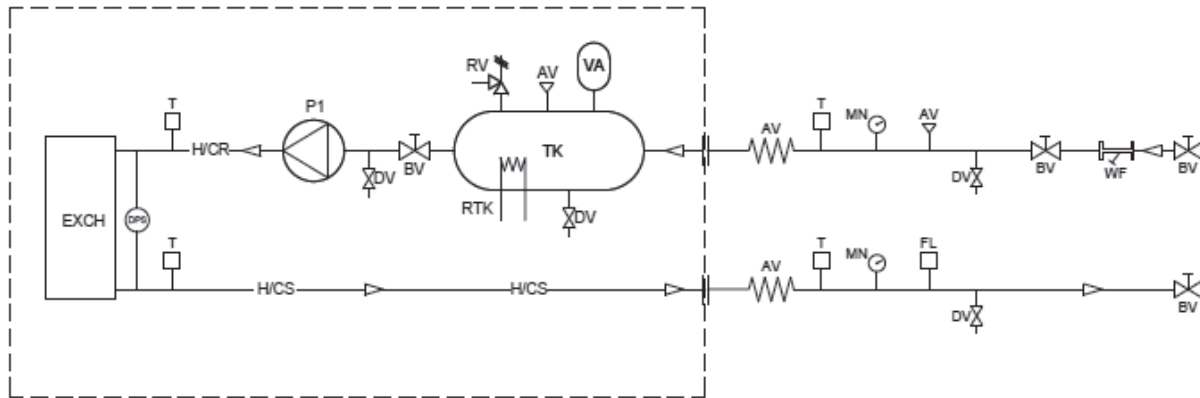 RV
AV
VA
T
P1
H/CR
DV
BV
TK
RTK
DV
EXCH
DPS
T
H/CS
H/CS
AV
T
MN
AV
DV
BV
WF
BV
AV
T
MN
FL
DV
BV